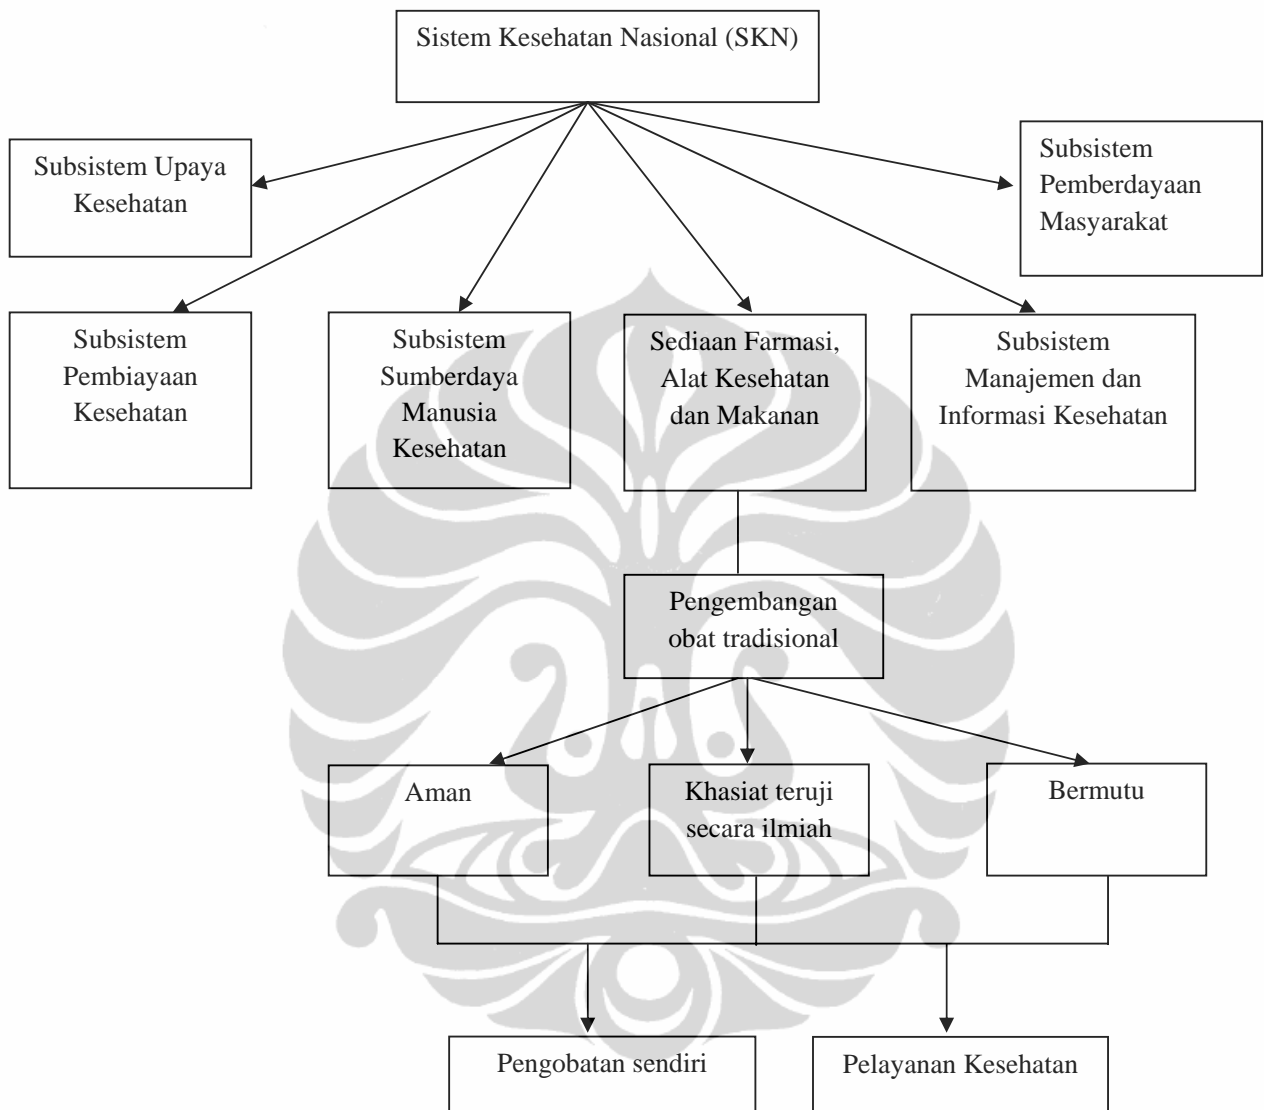 Sistem Kesehatan Nasional (SKN)
Subsistem Upaya
Kesehatan
Subsistem
Pemberdayaan
Masyarakat
Subsistem
Pembiayaan
Kesehatan
Subsistem
Sumberdaya
Manusia
Kesehatan
Sediaan Farmasi,
Alat Kesehatan
dan Makanan
Subsistem
Manajemen dan
Informasi Kesehatan
Pengembangan
obat tradisional
Aman
Khasiat teruji
secara ilmiah
Bermutu
Pengobatan sendiri
Pelayanan Kesehatan